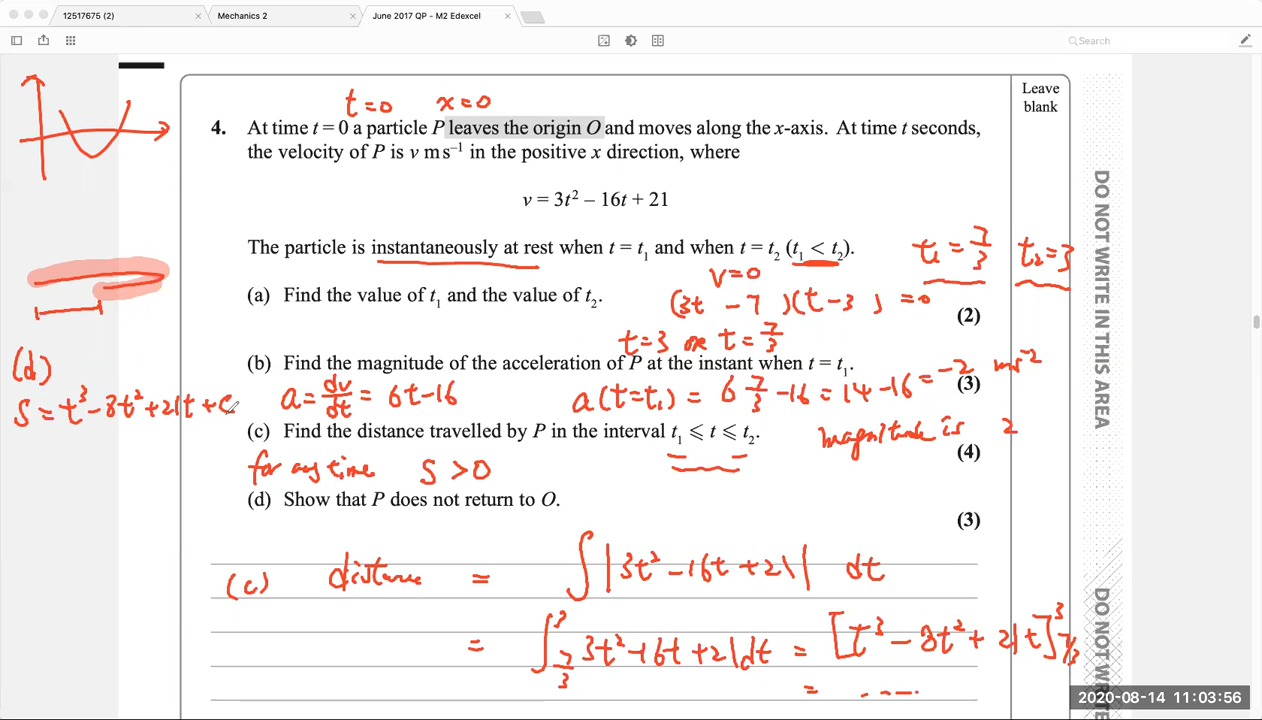 12517675 (2)
Mechanics 2
June 2017 QP - M2 Edexcel
Search
Leave
blank
t=0 x=0
4. At time t = 0 a particle P leaves the origin O and moves along the x-axis. At time t seconds,
the velocity of P is v m s⁻¹ in the positive x direction, where
v = 3t² – 16t + 21
The particle is instantaneously at rest when t = t₁ and when t = t₂ (t₁ < t₂).
t₁ = 7/3 t₂ = 3
v=0
(a) Find the value of t₁ and the value of t₂.
(3t - 7)(t - 3) = 0
(2)
t=3 or t = 7/3
(b) Find the magnitude of the acceleration of P at the instant when t = t₁.
(3)
a = dv/dt = 6t-16 a(t=t₁) = 6 7/3 -16 = 14-16 = -2 ms⁻²
(c) Find the distance travelled by P in the interval t₁ ⩽ t ⩽ t₂.
magnitude is 2
(4)
for any time S > 0
(d) Show that P does not return to O.
(3)
(d)
S = t³ - 8t² + 21t + c
(c) distance = ∫ |3t² - 16t + 21| dt
= ∫_{7/3}^{3} 3t² - 16t + 21 dt = [t³ - 8t² + 21t]_{7/3}^{3}
= ....
DO NOT WRITE IN THIS AREA
DO NOT WRITE
2020-08-14 11:03:56